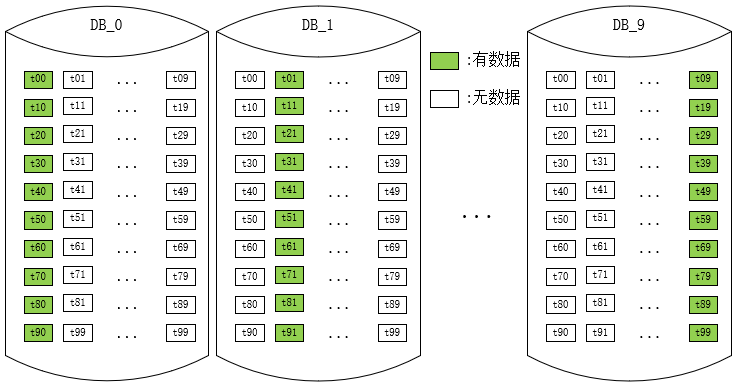 DB_0
t00 t01 ... t09
t10 t11 ... t19
t20 t21 ... t29
t30 t31 ... t39
t40 t41 ... t49
t50 t51 ... t59
t60 t61 ... t69
t70 t71 ... t79
t80 t81 ... t89
t90 t99 ... t99
DB_1
t00 t01 ... t09
t10 t11 ... t19
t20 t21 ... t29
t30 t31 ... t39
t40 t41 ... t49
t50 t51 ... t59
t60 t61 ... t69
t70 t71 ... t79
t80 t81 ... t89
t90 t91 ... t99
:有数据
:无数据
...
DB_9
t00 t01 ... t09
t10 t11 ... t19
t20 t21 ... t29
t30 t31 ... t39
t40 t41 ... t49
t50 t51 ... t59
t60 t61 ... t69
t70 t71 ... t79
t80 t81 ... t89
t90 t91 ... t99